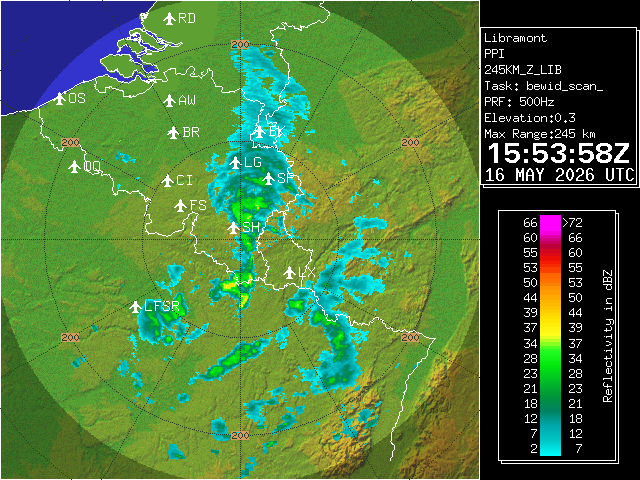 RD
200
OS
AW
BR
BK
200
200
QQ
LG
CI
SP
FS
SH
LX
LFSR
200
200
200
Libramont
PPI
245KM_Z_LIB
Task: bewid_scan_
PRF: 500Hz
Elevation:0.3
Max Range:245 km
15:53:58Z
16 MAY 2026 UTC
66 >72
60 66
55 60
53 55
50 53
44 50
39 44
37 39
34 37
28 34
23 28
21 23
18 21
12 18
7 12
2 7
Reflectivity in dBZ